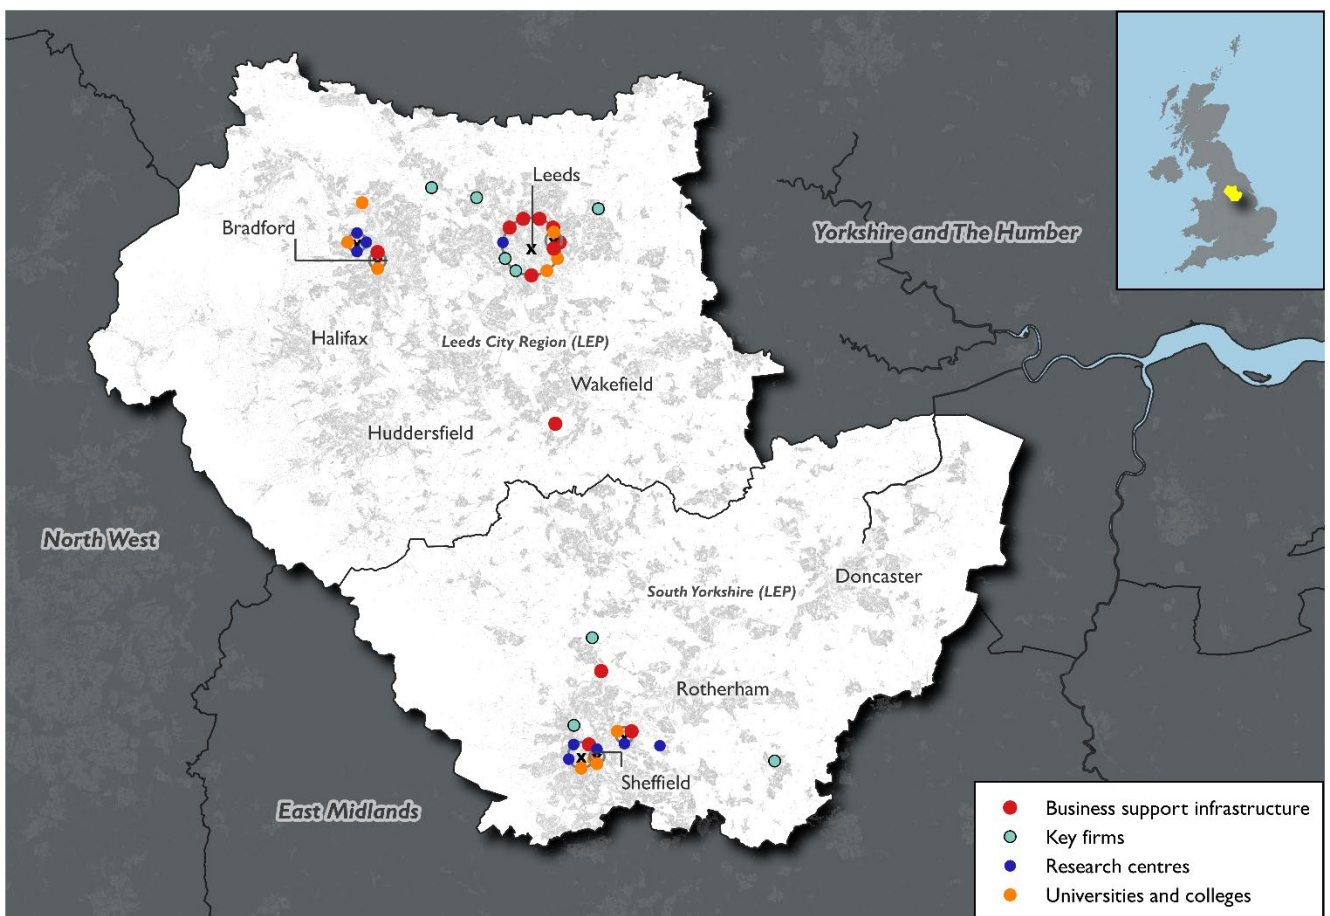 Leeds
Bradford
Yorkshire and The Humber
Halifax
Leeds City Region (LEP)
Wakefield
Huddersfield
North West
Doncaster
South Yorkshire (LEP)
Rotherham
Sheffield
East Midlands
Business support infrastructure
Key firms
Research centres
Universities and colleges